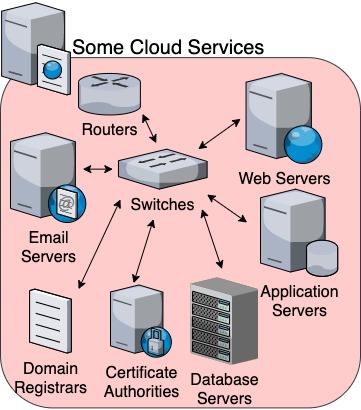 Some Cloud Services
Routers
Switches
Web Servers
Email
Servers
Application
Servers
Domain
Registrars
Certificate
Authorities
Database
Servers